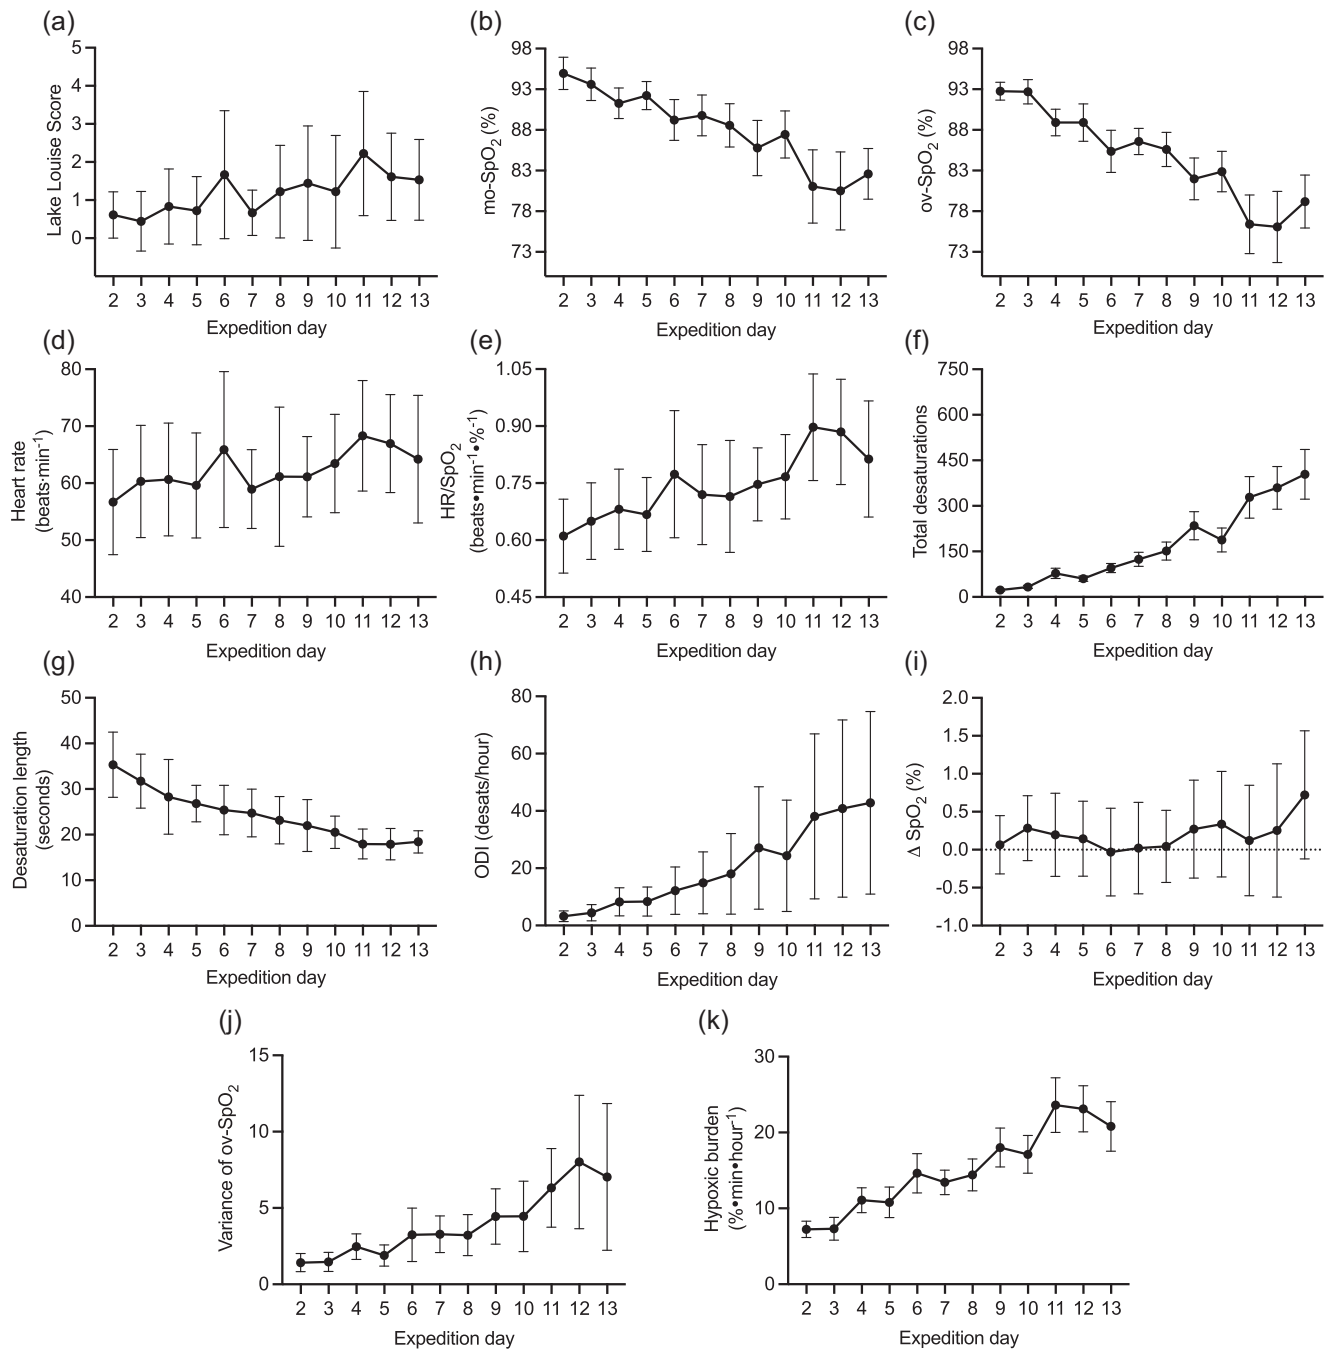 (a)
(b)
(c)
Lake Louise Score
5
4
3
2
1
0
2 3 4 5 6 7 8 9 10 11 12 13
Expedition day
mo-SpO2 (%)
98
93
88
83
78
73
2 3 4 5 6 7 8 9 10 11 12 13
Expedition day
ov-SpO2 (%)
98
93
88
83
78
73
2 3 4 5 6 7 8 9 10 11 12 13
Expedition day
(d)
(e)
(f)
Heart rate
(beats·min-1)
80
70
60
50
40
2 3 4 5 6 7 8 9 10 11 12 13
Expedition day
HR/SpO2
(beats•min-1•%-1)
1.05
0.90
0.75
0.60
0.45
2 3 4 5 6 7 8 9 10 11 12 13
Expedition day
Total desaturations
750
600
450
300
150
0
2 3 4 5 6 7 8 9 10 11 12 13
Expedition day
(g)
(h)
(i)
Desaturation length
(seconds)
50
40
30
20
10
0
2 3 4 5 6 7 8 9 10 11 12 13
Expedition day
ODI (desats/hour)
80
60
40
20
0
2 3 4 5 6 7 8 9 10 11 12 13
Expedition day
Δ SpO2 (%)
2.0
1.5
1.0
0.5
0.0
-0.5
-1.0
2 3 4 5 6 7 8 9 10 11 12 13
Expedition day
(j)
(k)
Variance of ov-SpO2
15
10
5
0
2 3 4 5 6 7 8 9 10 11 12 13
Expedition day
Hypoxic burden
(%•min•hour-1)
30
20
10
0
2 3 4 5 6 7 8 9 10 11 12 13
Expedition day